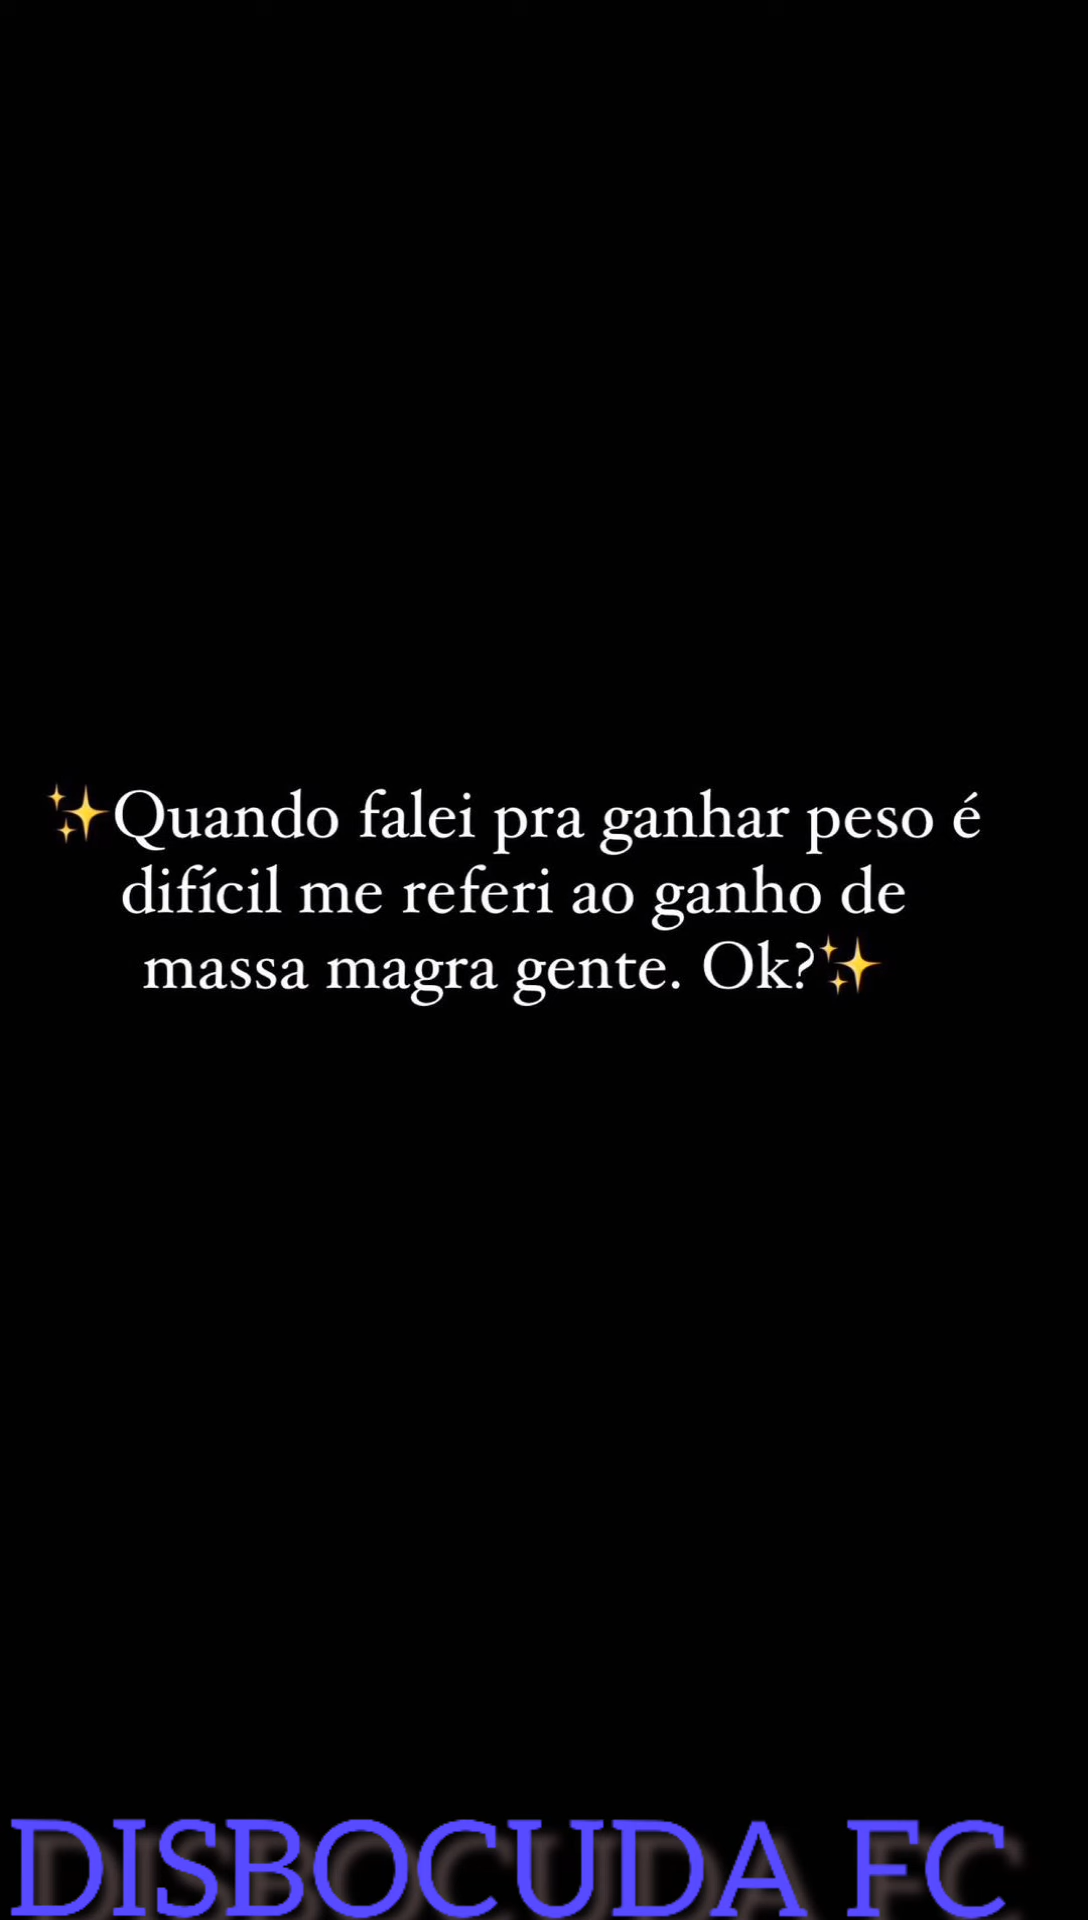 ✨Quando falei pra ganhar peso é
difícil me referi ao ganho de
massa magra gente. Ok?✨
DISBOCUDA FC